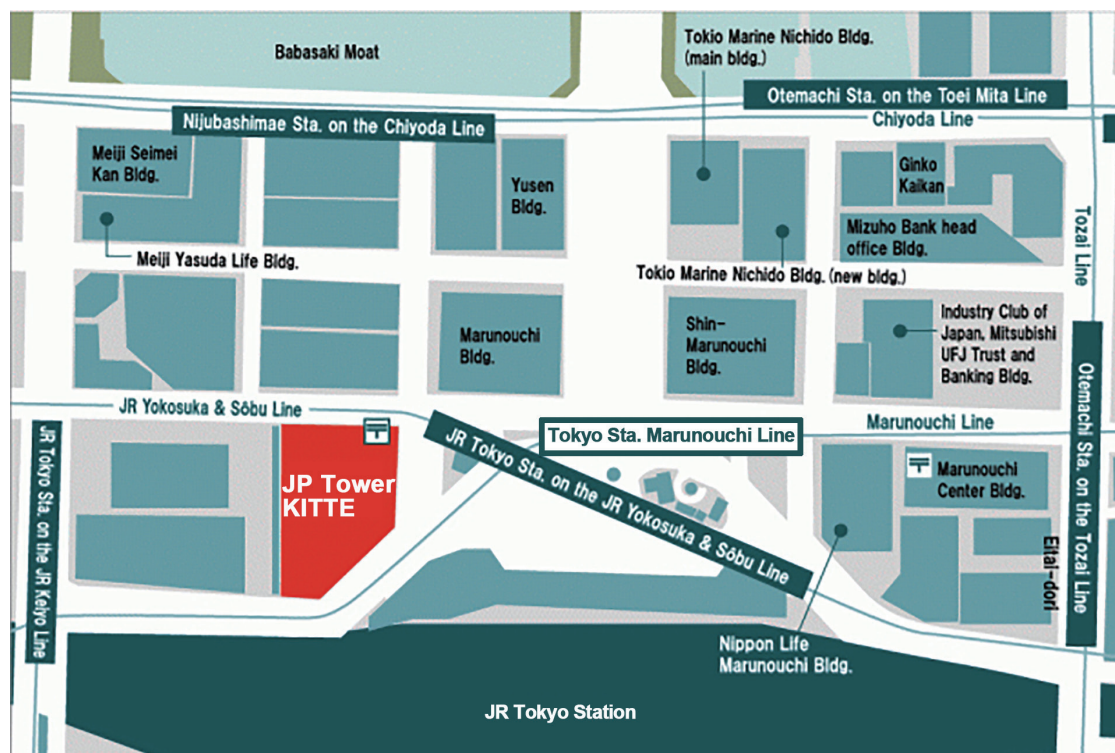 Babasaki Moat
Tokio Marine Nichido Bldg.
(main bldg.)
Otemachi Sta. on the Toei Mita Line
Chiyoda Line
Nijubashimae Sta. on the Chiyoda Line
Meiji Seimei
Kan Bldg.
Yusen
Bldg.
Ginko
Kaikan
Mizuho Bank head
office Bldg.
Tozai Line
Meiji Yasuda Life Bldg.
Tokio Marine Nichido Bldg. (new bldg.)
Marunouchi
Bldg.
Shin-
Marunouchi
Bldg.
Industry Club of
Japan, Mitsubishi
UFJ Trust and
Banking Bldg.
JR Yokosuka & Sôbu Line
Marunouchi Line
Tokyo Sta. Marunouchi Line
JR Tokyo Sta. on the JR Yokosuka & Sôbu Line
JR Tokyo Sta. on the JR Keiyo Line
Otemachi Sta. on the Tozai Line
JP Tower
KITTE
〒
〒
Marunouchi
Center Bldg.
Eitai-dori
Nippon Life
Marunouchi Bldg.
JR Tokyo Station